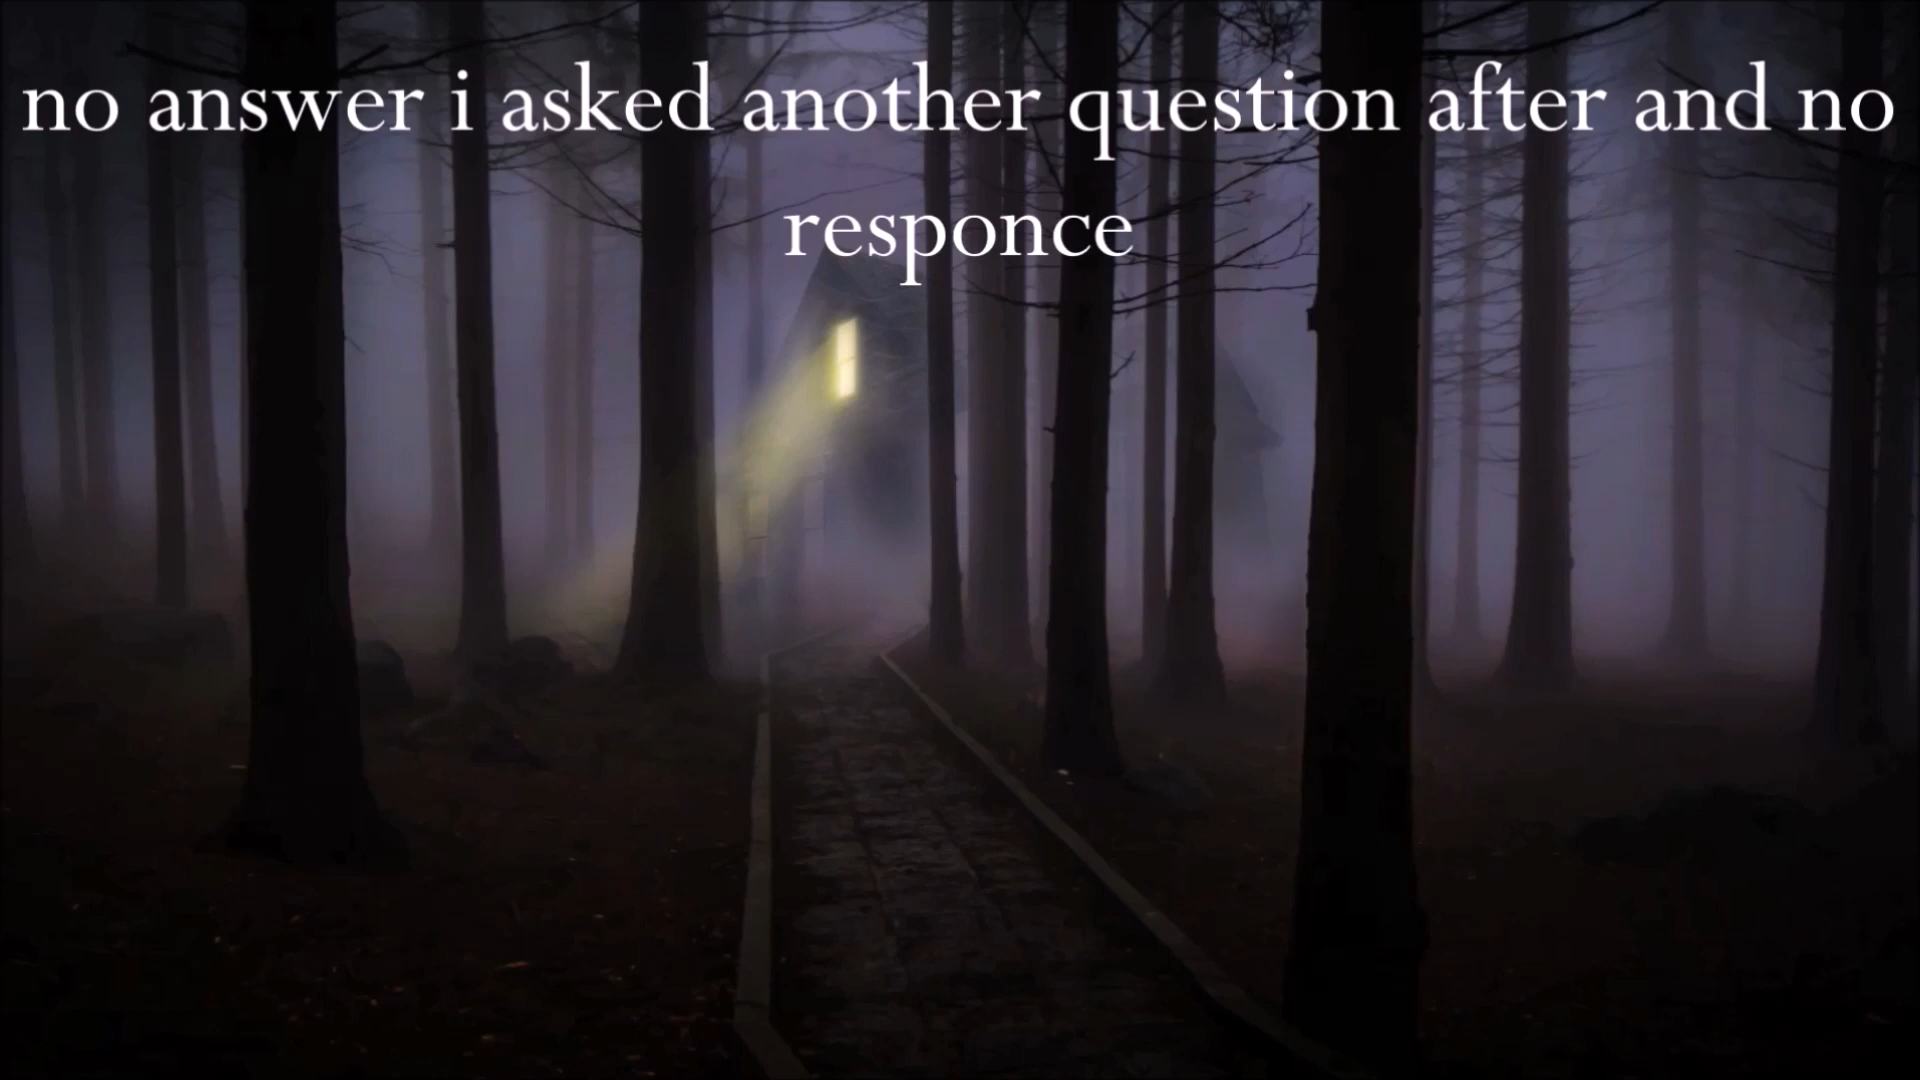 no answer i asked another question after and no
responce